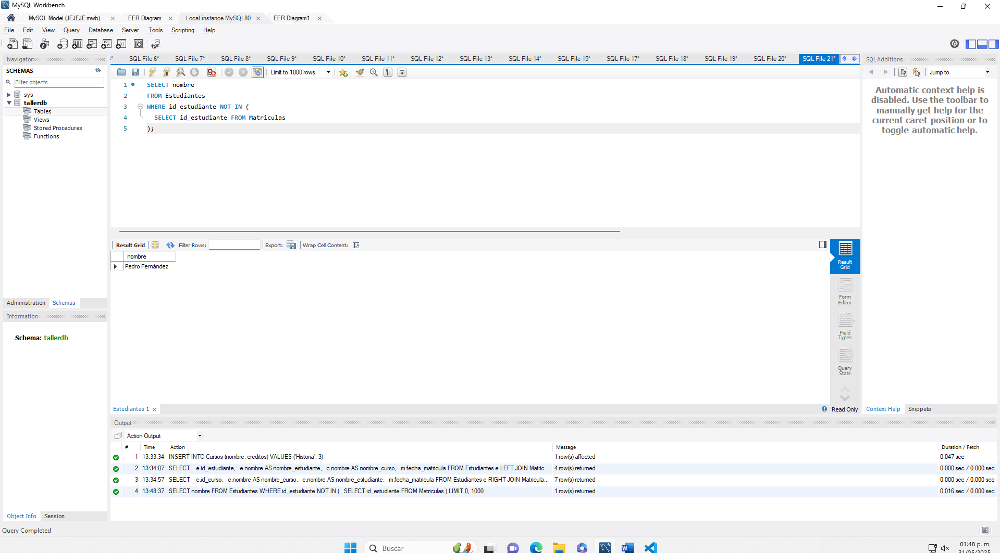 MySQL Workbench
MySQL Model (JEJEJE.mwb)
EER Diagram
Local instance MySQL80
EER Diagram1
File Edit View Query Database Server Tools Scripting Help
Navigator
SCHEMAS
Filter objects
sys
tallerdb
Tables
Views
Stored Procedures
Functions
Administration Schemas
Information
Schema: tallerdb
Object Info Session
SQL File 6* SQL File 7* SQL File 8* SQL File 9* SQL File 10* SQL File 11* SQL File 12* SQL File 13* SQL File 14* SQL File 15* SQL File 17* SQL File 18* SQL File 19* SQL File 20* SQL File 21*
Limit to 1000 rows
1 SELECT nombre
2 FROM Estudiantes
3 WHERE id_estudiante NOT IN (
4 SELECT id_estudiante FROM Matriculas
5 );
Result Grid Filter Rows: Export: Wrap Cell Content:
nombre
Pedro Fernández
Result
Grid
Form
Editor
Field
Types
Query
Stats
Estudiantes 1
Read Only
SQLAdditions
Jump to
Automatic context help is
disabled. Use the toolbar to
manually get help for the
current caret position or to
toggle automatic help.
Context Help Snippets
Output
Action Output
# Time Action Message Duration / Fetch
1 13:33:34 INSERT INTO Cursos (nombre, creditos) VALUES ('Historia', 3) 1 row(s) affected 0.047 sec
2 13:34:07 SELECT e.id_estudiante, e.nombre AS nombre_estudiante, c.nombre AS nombre_curso, m.fecha_matricula FROM Estudiantes e LEFT JOIN Matric... 4 row(s) returned 0.000 sec / 0.000 sec
3 13:34:57 SELECT c.id_curso, c.nombre AS nombre_curso, e.nombre AS nombre_estudiante, m.fecha_matricula FROM Estudiantes e RIGHT JOIN Matricula... 7 row(s) returned 0.000 sec / 0.000 sec
4 13:48:37 SELECT nombre FROM Estudiantes WHERE id_estudiante NOT IN ( SELECT id_estudiante FROM Matriculas ) LIMIT 0, 1000 1 row(s) returned 0.016 sec / 0.000 sec
Query Completed
Buscar
01:48 p. m.
31/05/2025